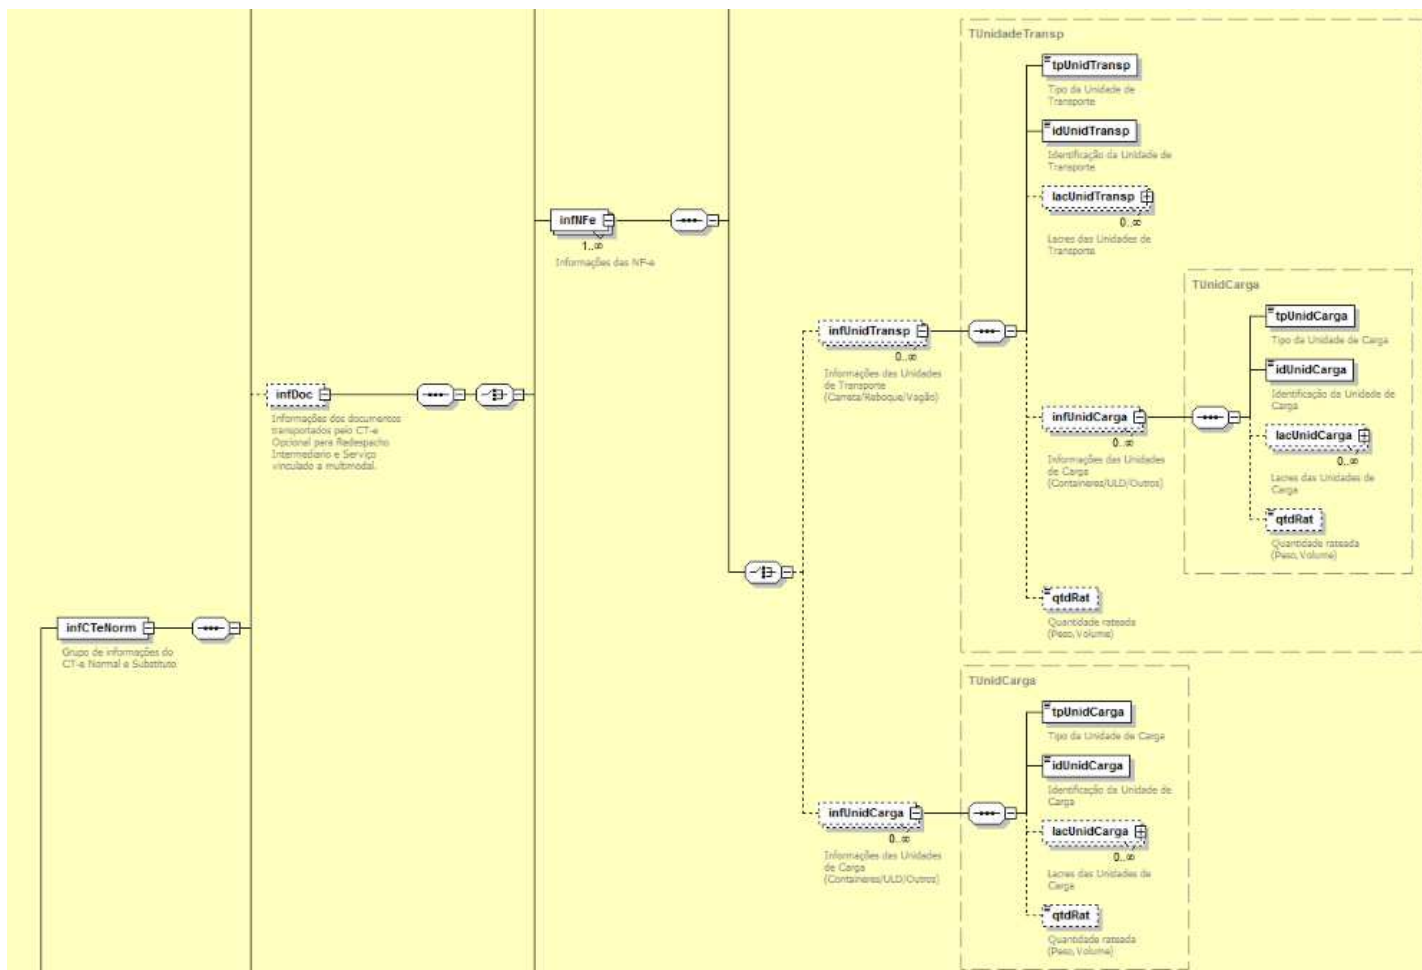 TUnidadeTransp
tpUnidTransp
Tipo da Unidade de
Transporte
idUnidTransp
Identificação da Unidade de
Transporte
lacUnidTransp
0..∞
Lacres das Unidades de
Transporte
infNFe
1..∞
Informações das NF-e
TUnidCarga
tpUnidCarga
Tipo da Unidade de Carga
idUnidCarga
Identificação da Unidade de
Carga
lacUnidCarga
0..∞
Lacres das Unidades de
Carga
qtdRat
Quantidade rateada
(Peso,Volume)
infUnidTransp
0..∞
Informações das Unidades
de Transporte
(Carreta/Reboque/Vagão)
infUnidCarga
0..∞
Informações das Unidades
de Carga
(Containeres/ULD/Outros)
qtdRat
Quantidade rateada
(Peso,Volume)
infDoc
Informações dos documentos
transportados pelo CT-e
Opcional para Redespacho
Intermediario e Serviço
vinculado a multimodal.
infCTeNorm
Grupo de informações do
CT-e Normal e Substituto
TUnidCarga
tpUnidCarga
Tipo da Unidade de Carga
idUnidCarga
Identificação da Unidade de
Carga
infUnidCarga
0..∞
Informações das Unidades
de Carga
(Containeres/ULD/Outros)
lacUnidCarga
0..∞
Lacres das Unidades de
Carga
qtdRat
Quantidade rateada
(Peso,Volume)